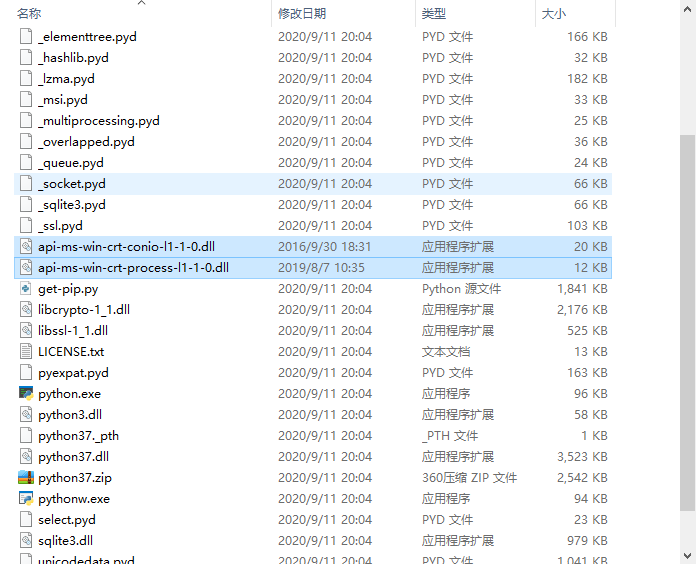 名称 修改日期 类型 大小
_elementtree.pyd 2020/9/11 20:04 PYD 文件 166 KB
_hashlib.pyd 2020/9/11 20:04 PYD 文件 32 KB
_lzma.pyd 2020/9/11 20:04 PYD 文件 182 KB
_msi.pyd 2020/9/11 20:04 PYD 文件 33 KB
_multiprocessing.pyd 2020/9/11 20:04 PYD 文件 25 KB
_overlapped.pyd 2020/9/11 20:04 PYD 文件 36 KB
_queue.pyd 2020/9/11 20:04 PYD 文件 24 KB
_socket.pyd 2020/9/11 20:04 PYD 文件 66 KB
_sqlite3.pyd 2020/9/11 20:04 PYD 文件 66 KB
_ssl.pyd 2020/9/11 20:04 PYD 文件 103 KB
api-ms-win-crt-conio-l1-1-0.dll 2016/9/30 18:31 应用程序扩展 20 KB
api-ms-win-crt-process-l1-1-0.dll 2019/8/7 10:35 应用程序扩展 12 KB
get-pip.py 2020/9/11 20:04 Python 源文件 1,841 KB
libcrypto-1_1.dll 2020/9/11 20:04 应用程序扩展 2,176 KB
libssl-1_1.dll 2020/9/11 20:04 应用程序扩展 525 KB
LICENSE.txt 2020/9/11 20:04 文本文档 13 KB
pyexpat.pyd 2020/9/11 20:04 PYD 文件 163 KB
python.exe 2020/9/11 20:04 应用程序 96 KB
python3.dll 2020/9/11 20:04 应用程序扩展 58 KB
python37._pth 2020/9/11 20:04 _PTH 文件 1 KB
python37.dll 2020/9/11 20:04 应用程序扩展 3,523 KB
python37.zip 2020/9/11 20:04 360压缩 ZIP 文件 2,542 KB
pythonw.exe 2020/9/11 20:04 应用程序 94 KB
select.pyd 2020/9/11 20:04 PYD 文件 23 KB
sqlite3.dll 2020/9/11 20:04 应用程序扩展 979 KB
unicodedata.pyd 2020/9/11 20:04 PYD 文件 1,041 KB